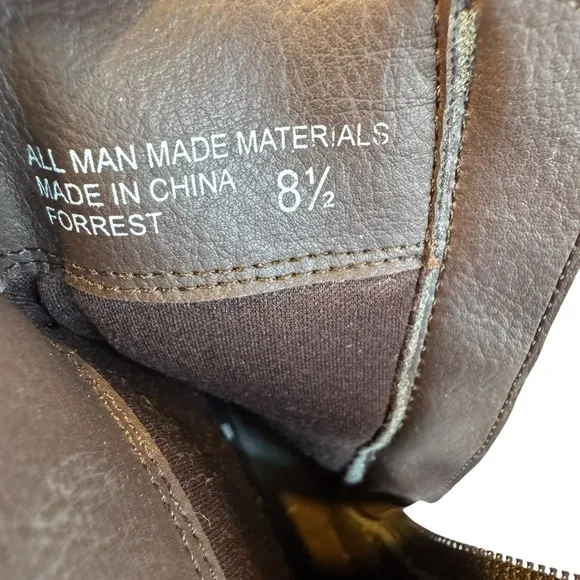 ALL MAN MADE MATERIALS
MADE IN CHINA 8½
FORREST